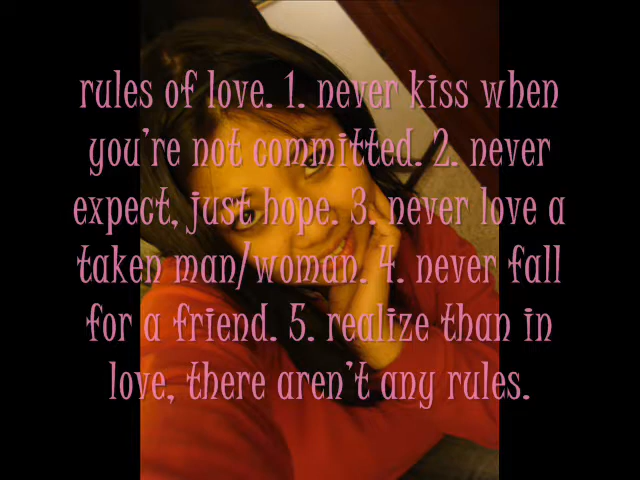 rules of love. 1. never kiss when
you're not committed. 2. never
expect, just hope. 3. never love a
taken man/woman. 4. never fall
for a friend. 5. realize than in
love, there aren't any rules.